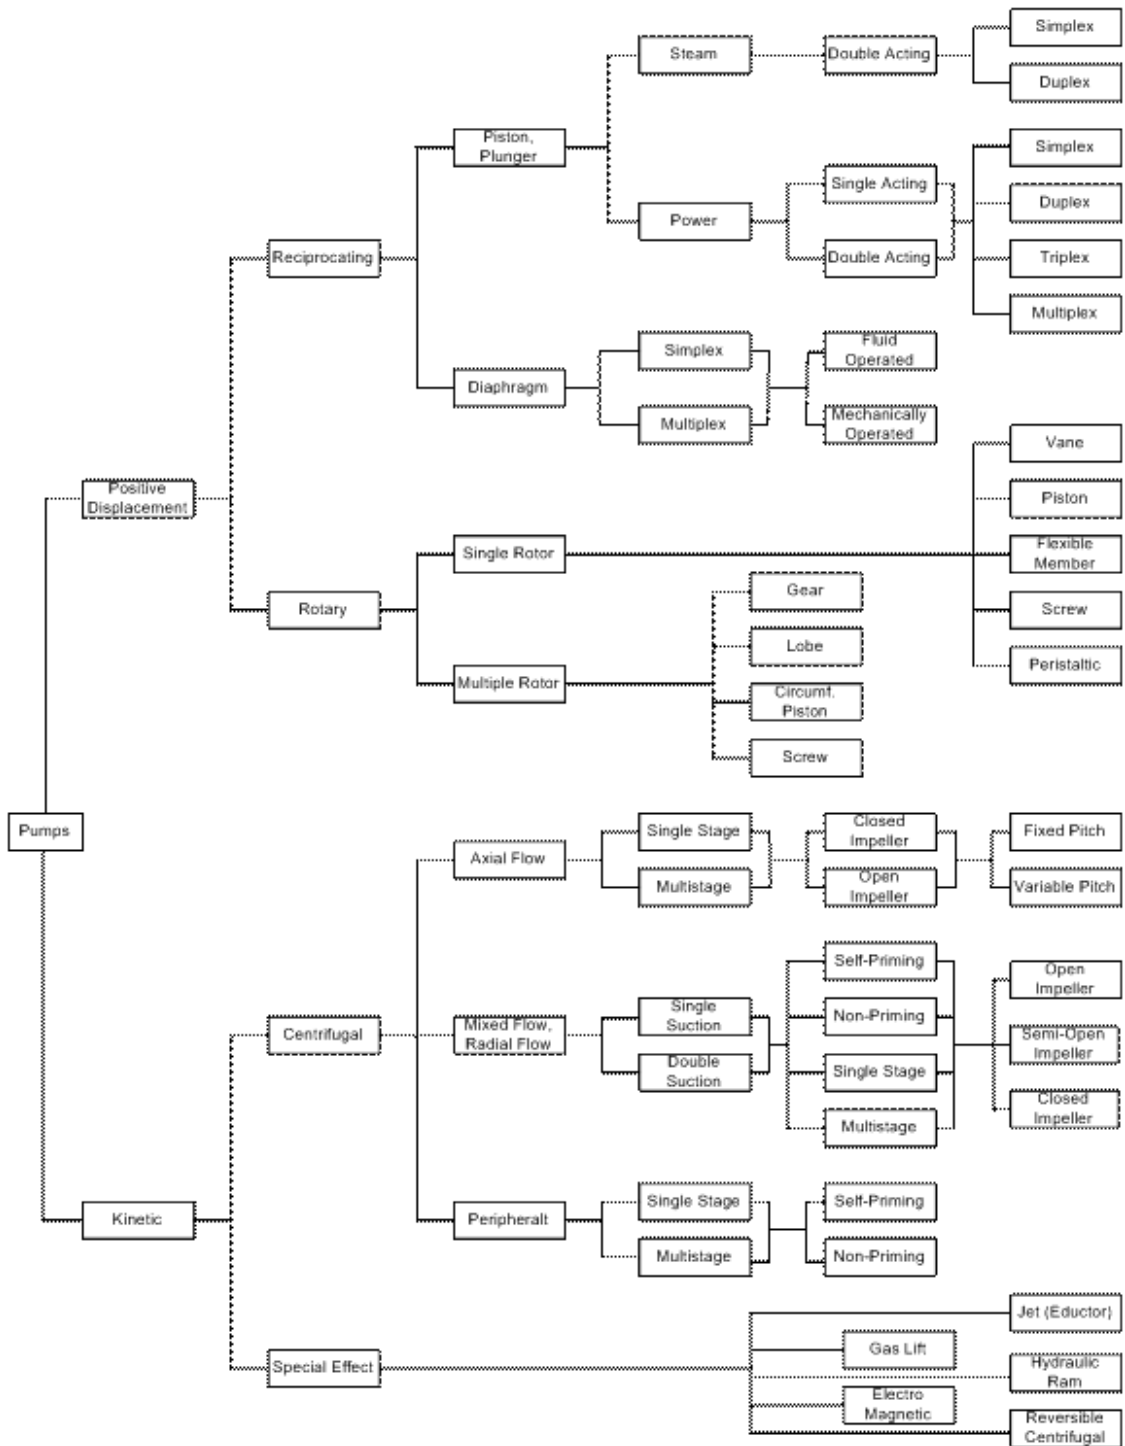 Simplex
Steam
Double Acting
Duplex
Piston,
Plunger
Simplex
Single Acting
Duplex
Power
Reciprocating
Double Acting
Triplex
Multiplex
Simplex
Fluid
Operated
Diaphragm
Multiplex
Mechanically
Operated
Vane
Positive
Displacement
Piston
Single Rotor
Flexible
Member
Gear
Rotary
Screw
Lobe
Peristaltic
Multiple Rotor
Circumf.
Piston
Screw
Pumps
Single Stage
Closed
Impeller
Fixed Pitch
Axial Flow
Multistage
Open
Impeller
Variable Pitch
Self-Priming
Open
Impeller
Single
Suction
Non-Priming
Centrifugal
Mixed Flow,
Radial Flow
Semi-Open
Impeller
Double
Suction
Single Stage
Closed
Impeller
Multistage
Single Stage
Self-Priming
Kinetic
Peripheralt
Multistage
Non-Priming
Jet (Eductor)
Gas Lift
Special Effect
Hydraulic
Ram
Electro
Magnetic
Reversible
Centrifugal